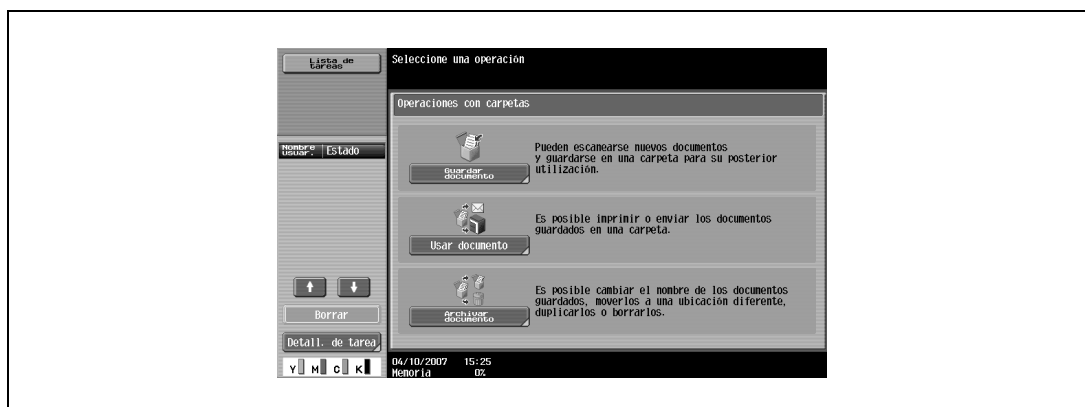 Lista de
tareas
Seleccione una operación
Operaciones con carpetas
Nombre
usuar.
Estado
Guardar
documento
Pueden escanearse nuevos documentos
y guardarse en una carpeta para su posterior
utilización.
Usar documento
Es posible imprimir o enviar los documentos
guardados en una carpeta.
Archivar
documento
Es posible cambiar el nombre de los documentos
guardados, moverlos a una ubicación diferente,
duplicarlos o borrarlos.
Borrar
Detall. de tarea
Y M C K
04/10/2007 15:25
Memoria 0%